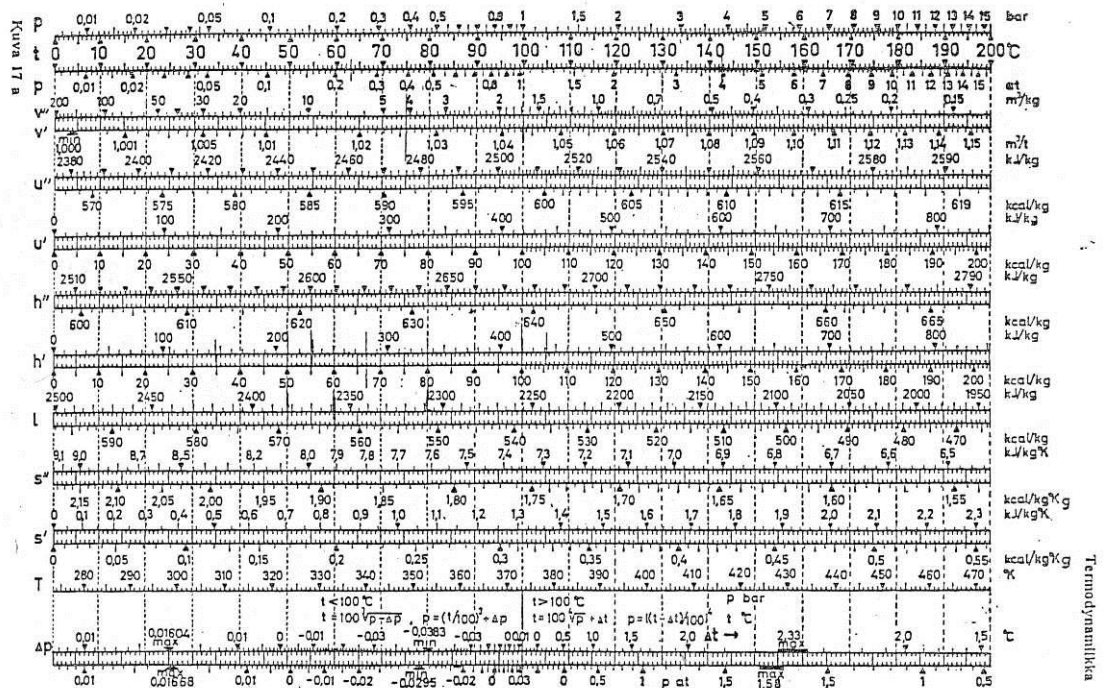 Kuva 17 a
p 0,01 0,02 0,05 0,1 0,2 0,3 0,4 0,5 0,8 1 1,5 2 3 4 5 6 7 8 9 10 11 12 13 14 15 bar
t 0 10 20 30 40 50 60 70 80 90 100 110 120 130 140 150 160 170 180 190 200 °C
p 0,01 0,02 0,05 0,1 0,2 0,3 0,4 0,5 0,8 1 1,5 2 3 4 5 6 7 8 9 10 11 12 13 14 15 at
200 100 50 30 20 10 5 4 3 2 1,5 1,0 0,7 0,5 0,4 0,3 0,25 0,2 0,15 m³/kg
v"
v' min
1,000 1,001 1,005 1,01 1,02 1,03 1,04 1,05 1,06 1,07 1,08 1,09 1,10 1,11 1,12 1,13 1,14 1,15 m³/t
2380 2400 2420 2440 2460 2480 2500 2520 2540 2560 2580 2590 kJ/kg
u"
570 575 580 585 590 595 600 605 610 615 619 kcal/kg
0 100 200 300 400 500 600 700 800 kJ/kg
u'
0 10 20 30 40 50 60 70 80 90 100 110 120 130 140 150 160 170 180 190 200 kcal/kg
2510 2550 2600 2650 2700 2750 2790 kJ/kg
h"
600 610 620 630 640 650 660 665 kcal/kg
0 100 200 300 400 500 600 700 800 kJ/kg
h'
0 10 20 30 40 50 60 70 80 90 100 110 120 130 140 150 160 170 180 190 200 kcal/kg
2500 2450 2400 2350 2300 2250 2200 2150 2100 2050 2000 1950 kJ/kg
l
590 580 570 560 550 540 530 520 510 500 490 480 470 kcal/kg
9,1 9,0 8,7 8,5 8,2 8,0 7,9 7,8 7,7 7,6 7,5 7,4 7,3 7,2 7,1 7,0 6,9 6,8 6,7 6,6 6,5 kJ/kg°K
s"
2,15 2,10 2,05 2,00 1,95 1,90 1,85 1,80 1,75 1,70 1,65 1,60 1,55 kcal/kg°K g
0 0,1 0,2 0,3 0,4 0,5 0,6 0,7 0,8 0,9 1,0 1,1 1,2 1,3 1,4 1,5 1,6 1,7 1,8 1,9 2,0 2,1 2,2 2,3 kJ/kg°K
s'
0 0,05 0,1 0,15 0,2 0,25 0,3 0,35 0,4 0,45 0,5 0,55 kcal/kg°K g
T 280 290 300 310 320 330 340 350 360 370 380 390 400 410 420 430 440 450 460 470 °K
t < 100 °C t > 100 °C p bar
t = 100 ∜p - Δp , p = (t/100)⁴ + Δp t = 100 ∜p + Δt p = ((t - Δt)/100)⁴ t °C
0,01 0,01604 0,01 0 -0,01 -0,03 -0,0383 -0,03 0 0,01 0 0,5 1,0 1,5 2,0 Δt → 2,33 2,0 1,5 °C
max min max
Δp
0,01 max 0,01 0 -0,01 -0,02 min -0,02 0 0,03 0 0,5 1 p at 1,5 max 1,5 1 0,5
0,01668 -0,0295 1,58
Termodynamiikka